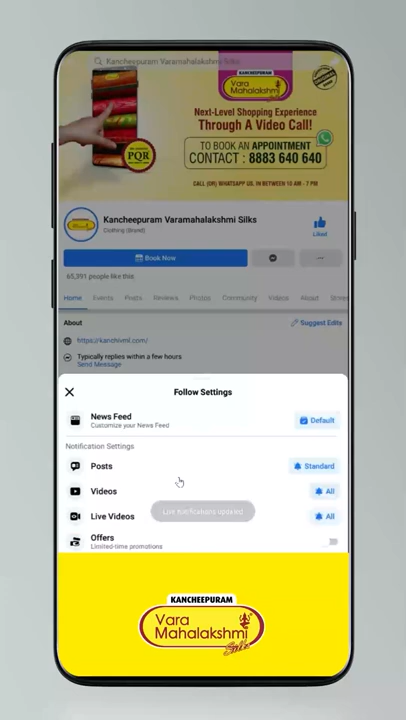 Kancheepuram Varamahalakshmi Silks
KANCHEEPURAM
Vara
Mahalakshmi
Next-Level Shopping Experience
Through A Video Call!
TO BOOK AN APPOINTMENT
CONTACT : 8883 640 640
CALL (OR) WHATSAPP US. IN BETWEEN 10 AM - 7 PM
PQR
Kancheepuram Varamahalakshmi Silks
Clothing (Brand)
Liked
Book Now
65,391 people like this
Home
Events
Posts
Reviews
Photos
Community
Videos
About
About
Suggest Edits
https://kanchivml.com/
Typically replies within a few hours
Send Message
Follow Settings
News Feed
Customize your News Feed
Default
Notification Settings
Posts
Standard
Videos
All
Live notifications updated
Live Videos
All
Offers
Limited-time promotions
KANCHEEPURAM
Vara
Mahalakshmi
Silks